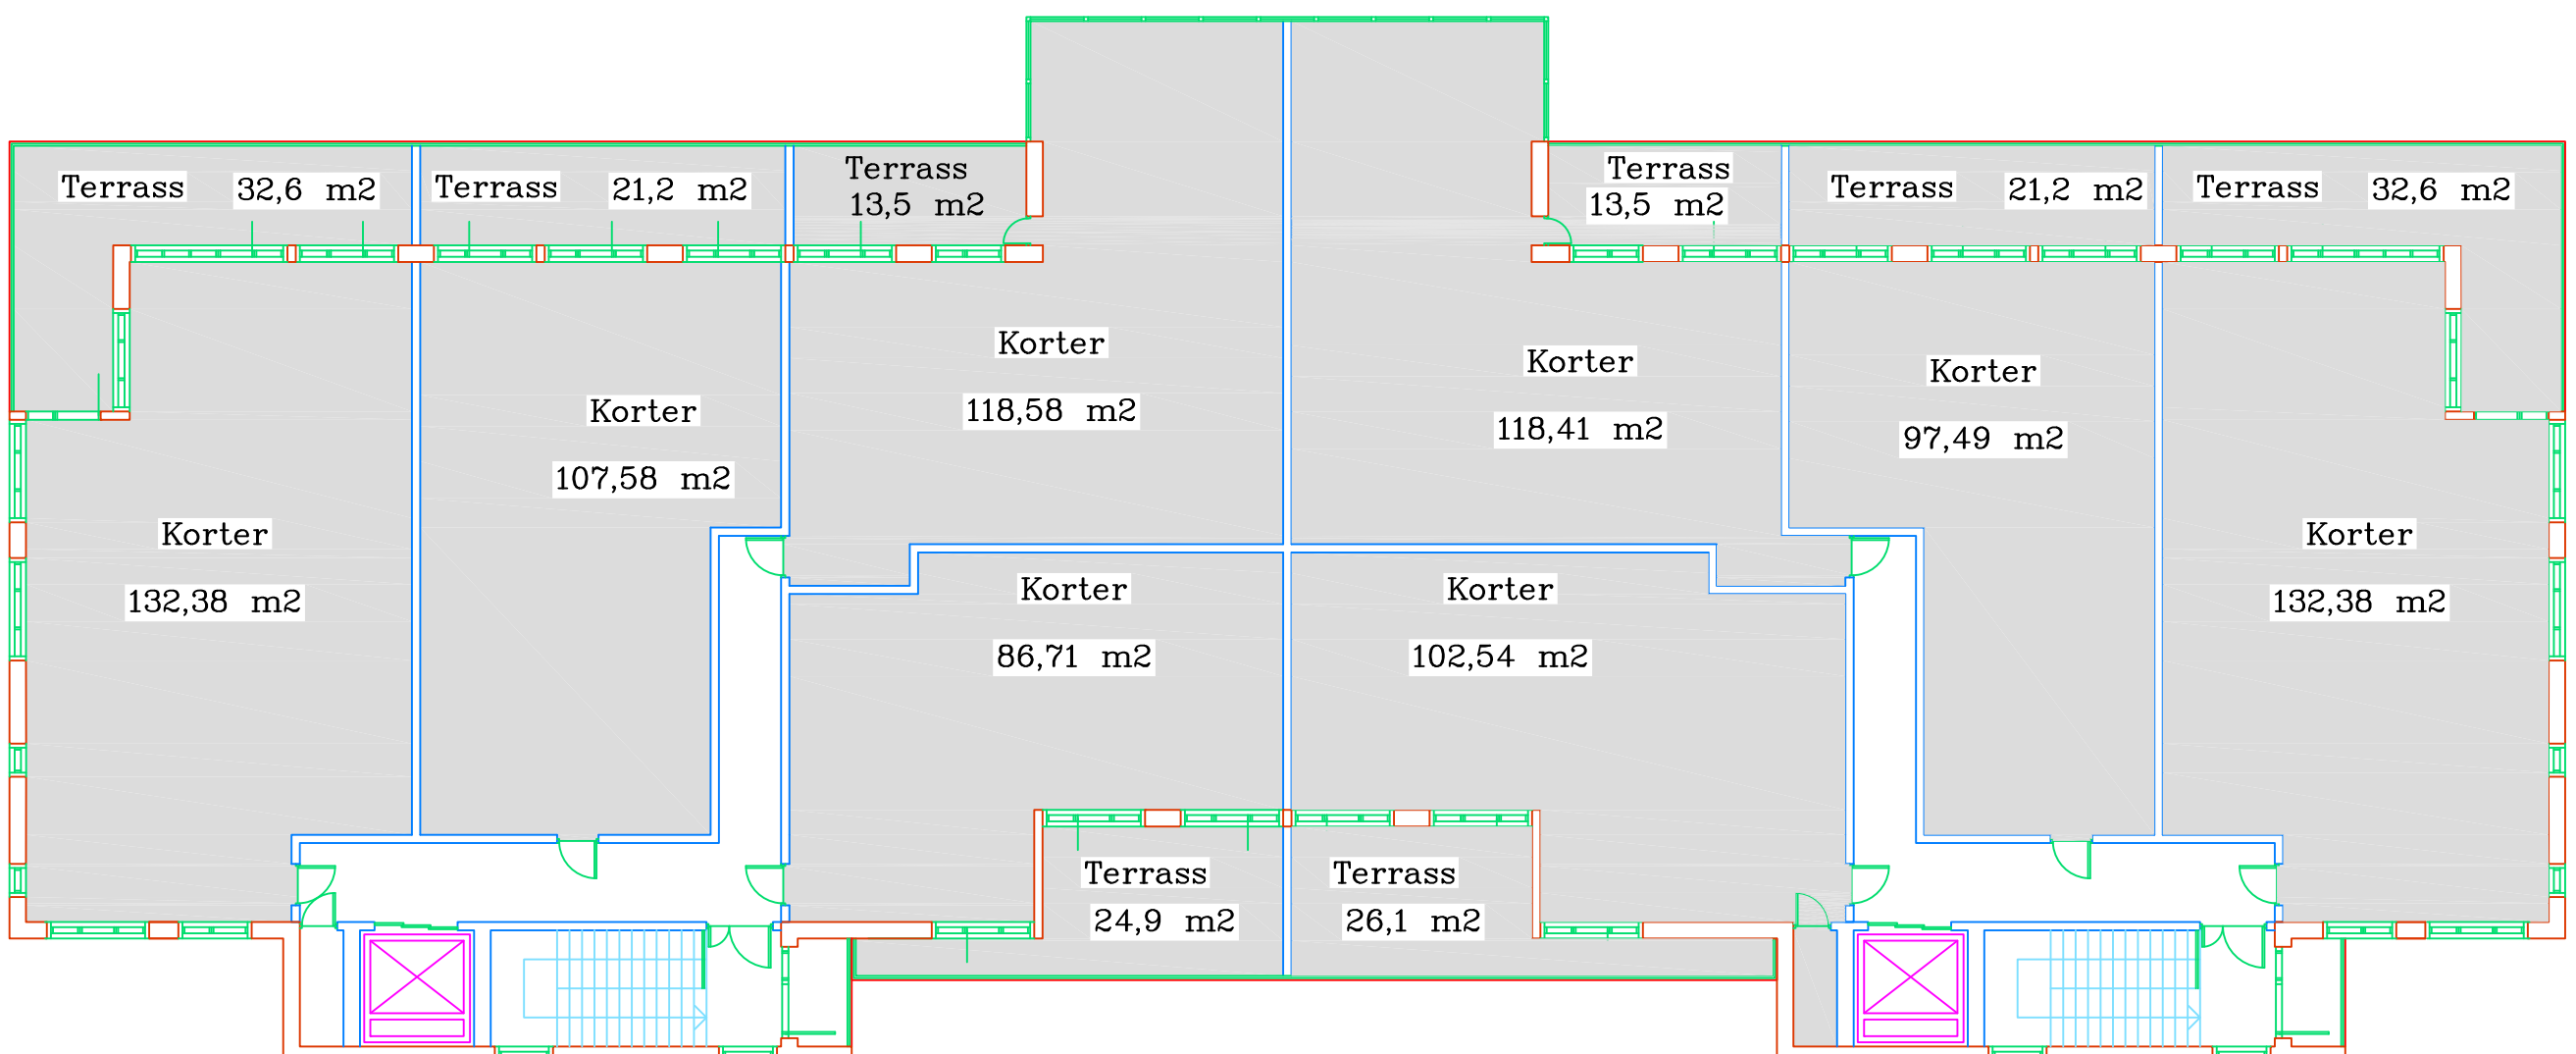 Terrass 32,6 m2
Terrass 21,2 m2
Terrass
13,5 m2
Terrass
13,5 m2
Terrass 21,2 m2
Terrass 32,6 m2
Korter
132,38 m2
Korter
107,58 m2
Korter
118,58 m2
Korter
118,41 m2
Korter
97,49 m2
Korter
132,38 m2
Korter
86,71 m2
Korter
102,54 m2
Terrass
24,9 m2
Terrass
26,1 m2